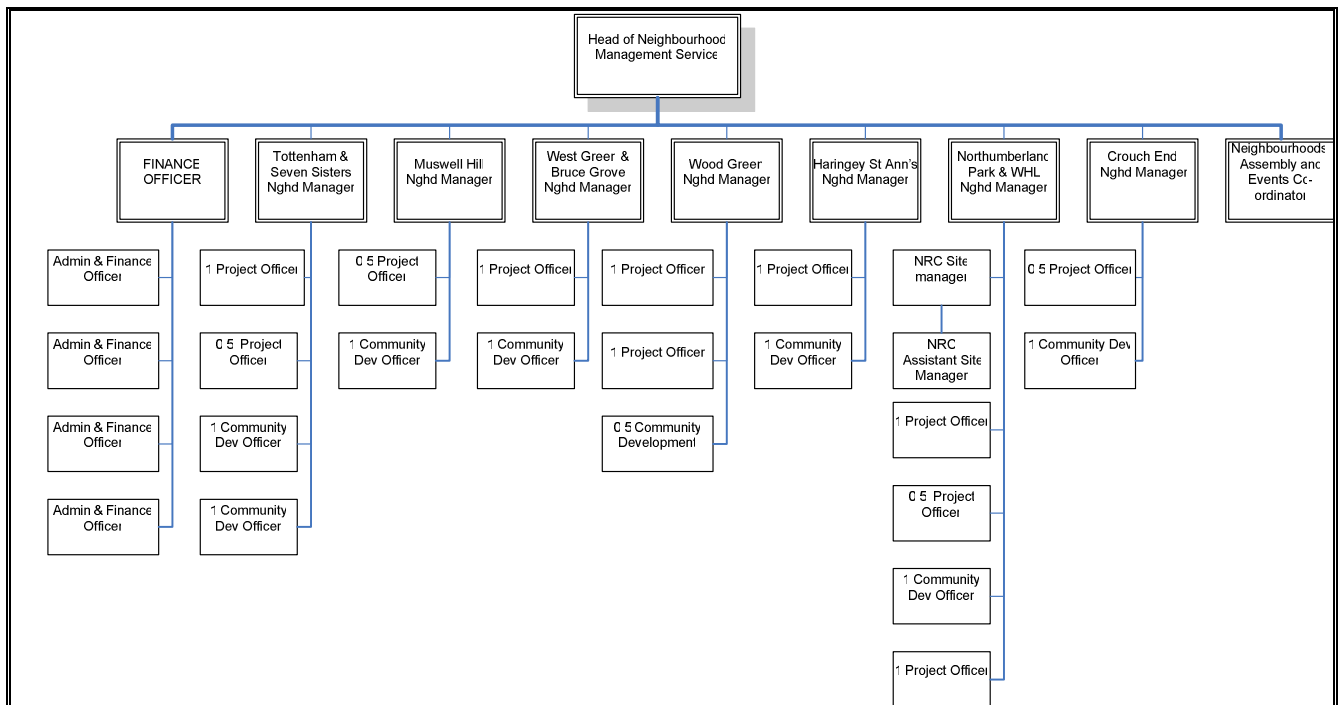 Head of Neighbourhood
Management Service
FINANCE
OFFICER
Tottenham &
Seven Sisters
Nghd Manager
Muswell Hill
Nghd Manager
West Green &
Bruce Grove
Nghd Manager
Wood Green
Nghd Manager
Haringey St Ann's
Nghd Manager
Northumberland
Park & WHL
Nghd Manager
Crouch End
Nghd Manager
Neighbourhoods
Assembly and
Events Co-
ordinator
Admin & Finance
Officer
Admin & Finance
Officer
Admin & Finance
Officer
Admin & Finance
Officer
1 Project Officer
0 5 Project
Officer
1 Community
Dev Officer
1 Community
Dev Officer
0 5 Project
Officer
1 Community
Dev Officer
1 Project Officer
1 Community
Dev Officer
1 Project Officer
1 Project Officer
0 5 Community
Development
1 Project Officer
1 Community
Dev Officer
NRC Site
manager
NRC
Assistant Site
Manager
1 Project Officer
0 5 Project
Officer
1 Community
Dev Officer
1 Project Officer
0 5 Project Officer
1 Community Dev
Officer